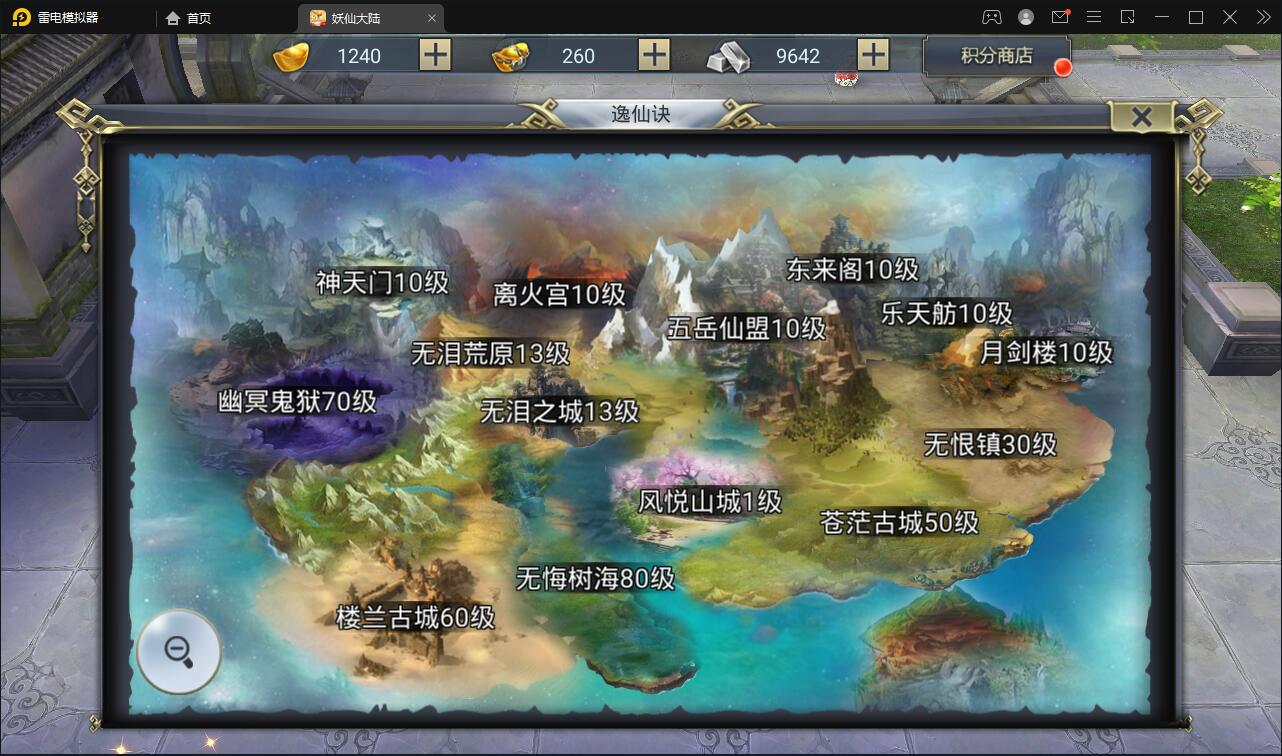 雷电模拟器
首页
妖仙大陆
1240
260
9642
积分商店
逸仙诀
神天门10级
离火宫10级
东来阁10级
五岳仙盟10级
乐天舫10级
无泪荒原13级
月剑楼10级
幽冥鬼狱70级
无泪之城13级
无恨镇30级
风悦山城1级
苍茫古城50级
无悔树海80级
楼兰古城60级